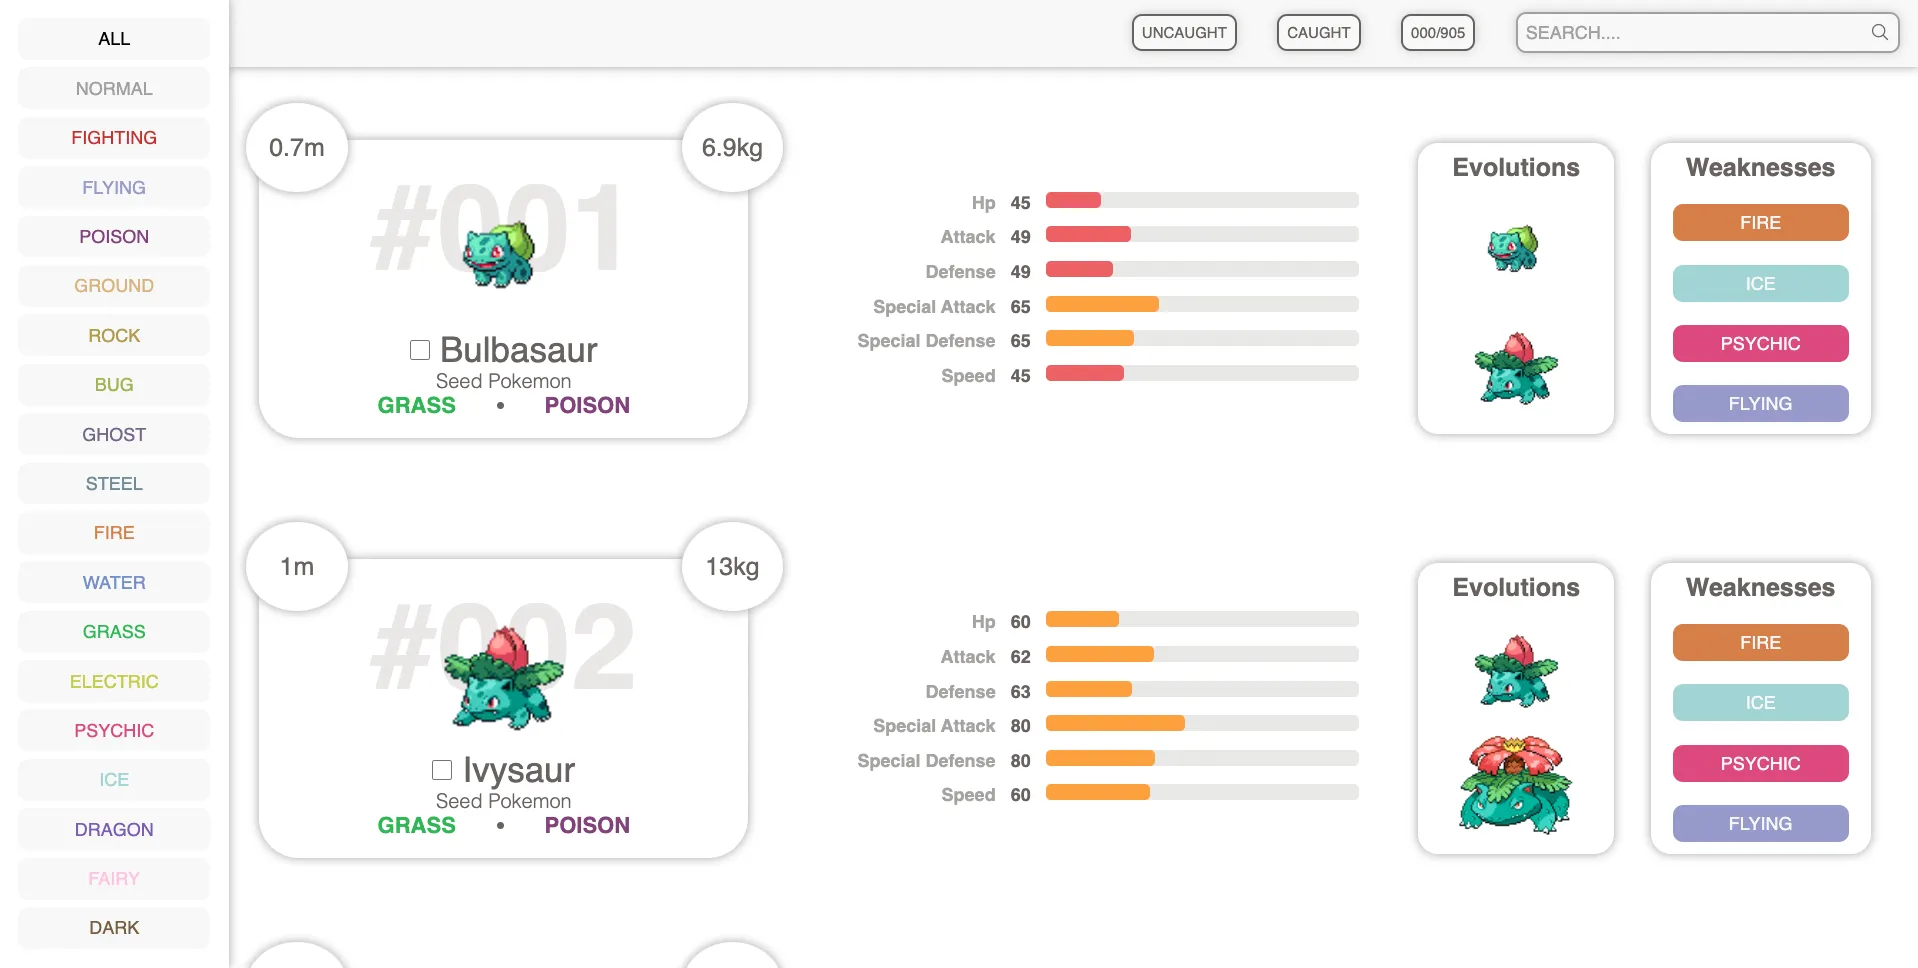 ALL
NORMAL
FIGHTING
FLYING
POISON
GROUND
ROCK
BUG
GHOST
STEEL
FIRE
WATER
GRASS
ELECTRIC
PSYCHIC
ICE
DRAGON
FAIRY
DARK
UNCAUGHT CAUGHT 000/905 SEARCH....
0.7m 6.9kg
#001
Bulbasaur
Seed Pokemon
GRASS • POISON
Hp 45
Attack 49
Defense 49
Special Attack 65
Special Defense 65
Speed 45
Evolutions
Weaknesses
FIRE
ICE
PSYCHIC
FLYING
1m 13kg
#002
Ivysaur
Seed Pokemon
GRASS • POISON
Hp 60
Attack 62
Defense 63
Special Attack 80
Special Defense 80
Speed 60
Evolutions
Weaknesses
FIRE
ICE
PSYCHIC
FLYING